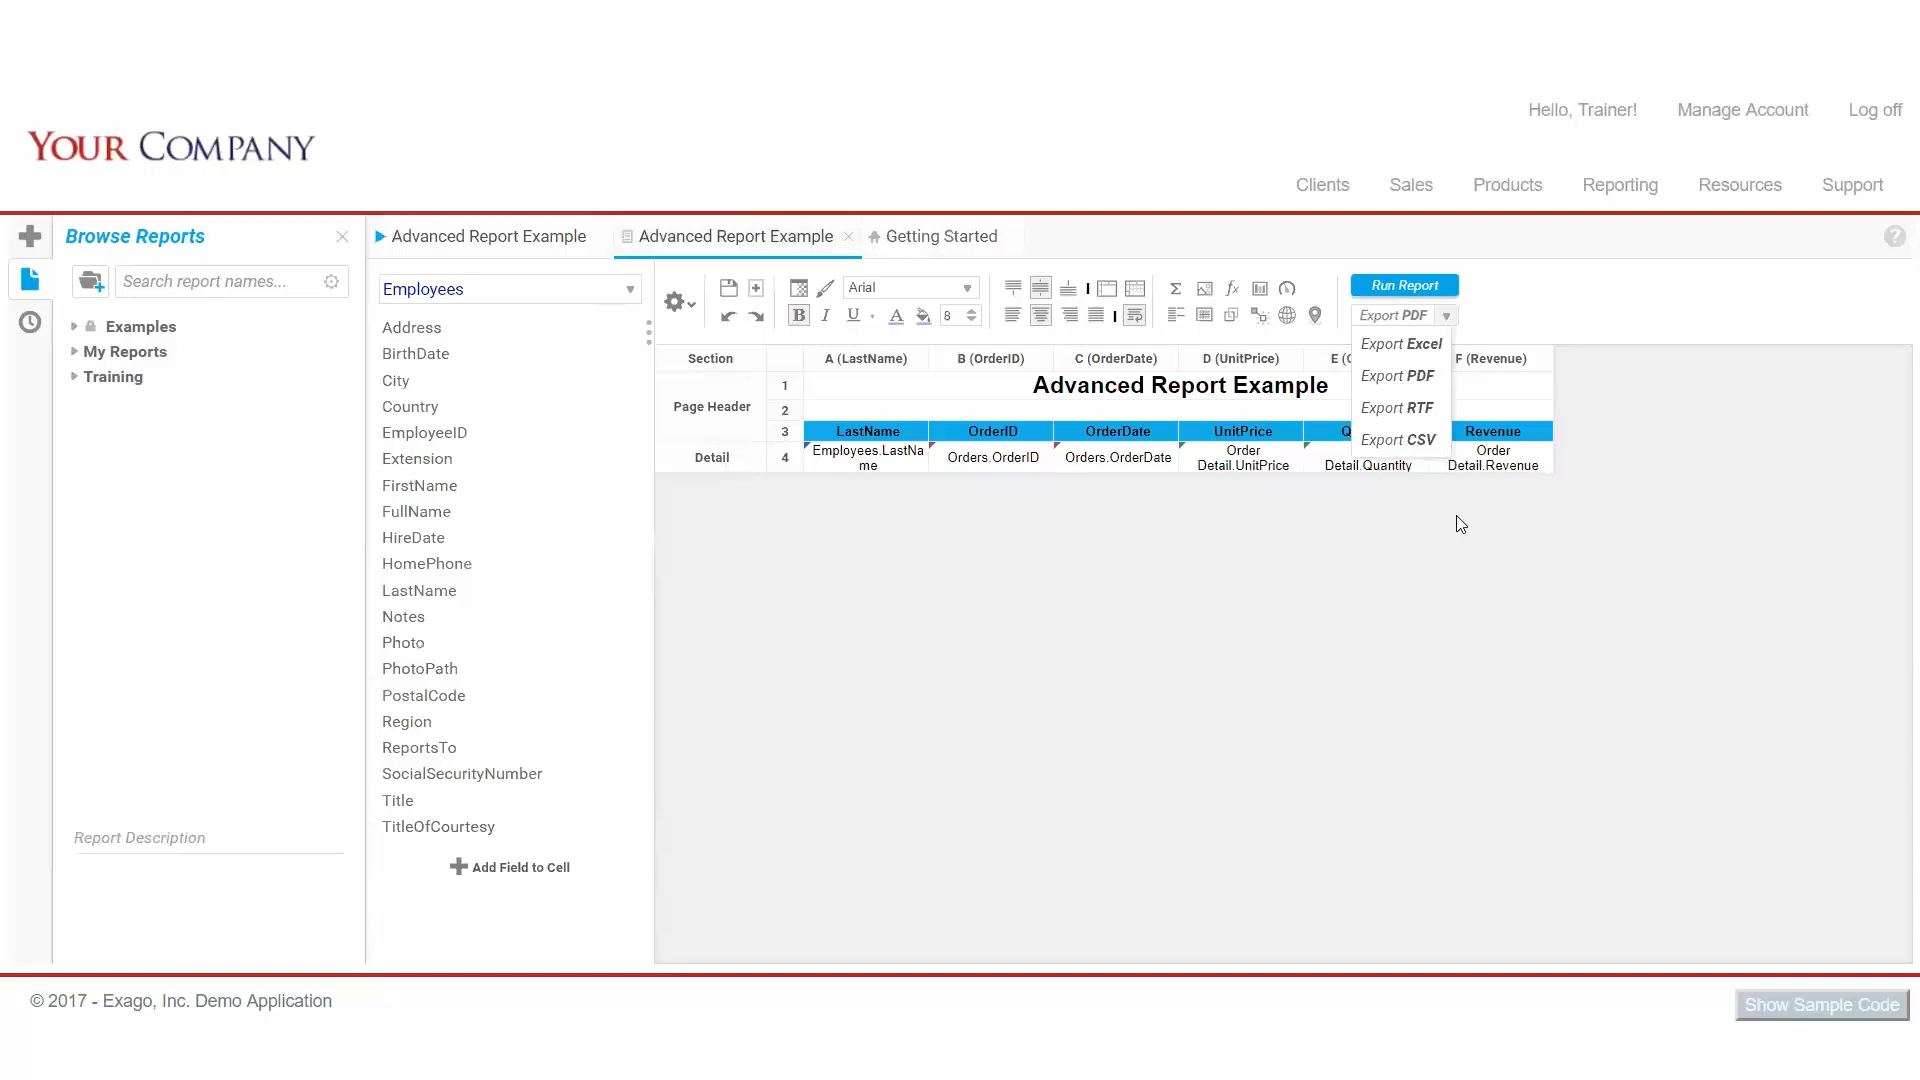 Hello, Trainer! Manage Account Log off
YOUR COMPANY
Clients Sales Products Reporting Resources Support
Browse Reports
Advanced Report Example
Advanced Report Example
Getting Started
Search report names...
Examples
My Reports
Training
Report Description
Employees
Address
BirthDate
City
Country
EmployeeID
Extension
FirstName
FullName
HireDate
HomePhone
LastName
Notes
Photo
PhotoPath
PostalCode
Region
ReportsTo
SocialSecurityNumber
Title
TitleOfCourtesy
Add Field to Cell
Arial
B I U A 8
Σ fx
Run Report
Export PDF
Export Excel
Export PDF
Export RTF
Export CSV
Section A (LastName) B (OrderID) C (OrderDate) D (UnitPrice) E ( F (Revenue)
Page Header
1 Advanced Report Example
2
3 LastName OrderID OrderDate UnitPrice Q Revenue
Detail 4 Employees.LastNa
me
Orders.OrderID Orders.OrderDate
Order
Detail.UnitPrice
Detail.Quantity
Order
Detail.Revenue
© 2017 - Exago, Inc. Demo Application
Show Sample Code